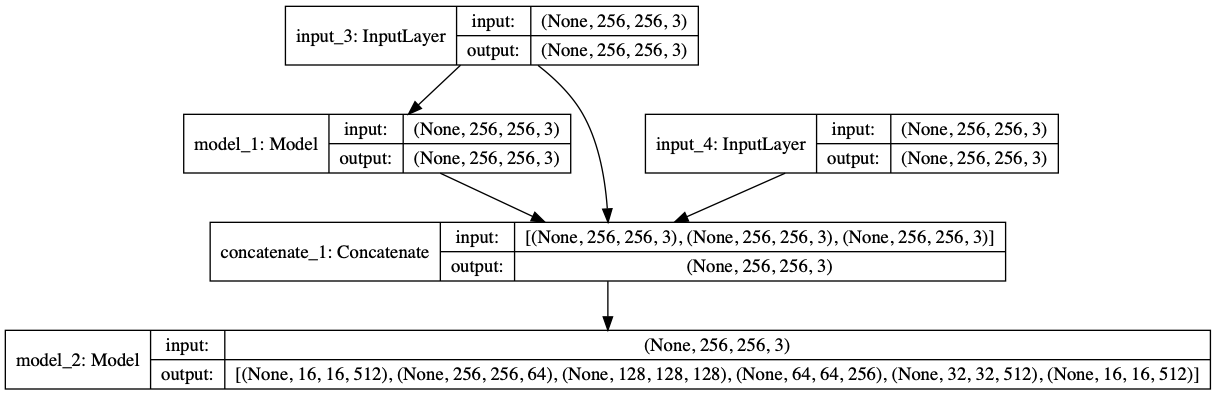 input_3: InputLayer
input: (None, 256, 256, 3)
output: (None, 256, 256, 3)
model_1: Model
input: (None, 256, 256, 3)
output: (None, 256, 256, 3)
input_4: InputLayer
input: (None, 256, 256, 3)
output: (None, 256, 256, 3)
concatenate_1: Concatenate
input: [(None, 256, 256, 3), (None, 256, 256, 3), (None, 256, 256, 3)]
output: (None, 256, 256, 3)
model_2: Model
input: (None, 256, 256, 3)
output: [(None, 16, 16, 512), (None, 256, 256, 64), (None, 128, 128, 128), (None, 64, 64, 256), (None, 32, 32, 512), (None, 16, 16, 512)]